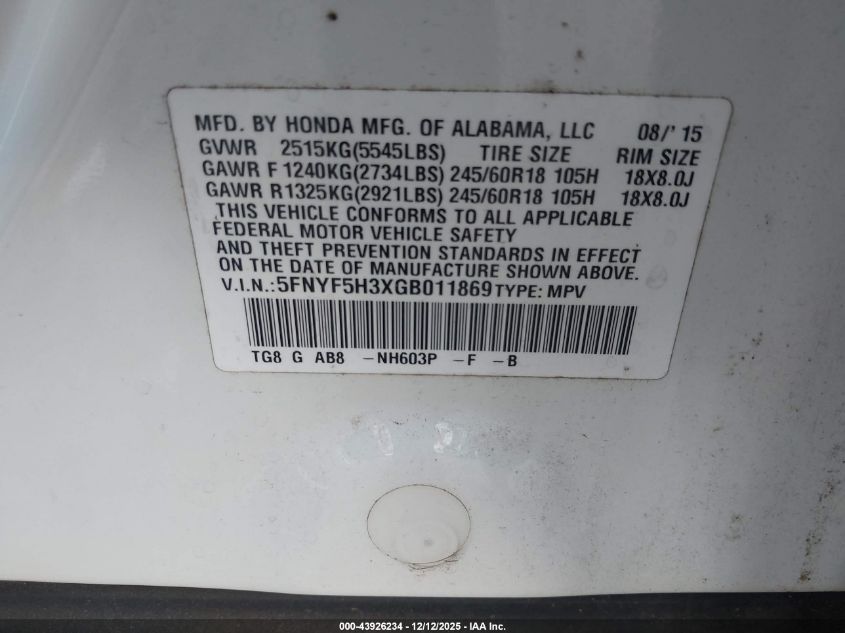 MFD. BY HONDA MFG. OF ALABAMA, LLC 08/' 15
GVWR 2515KG(5545LBS) TIRE SIZE RIM SIZE
GAWR F 1240KG(2734LBS) 245/60R18 105H 18X8.0J
GAWR R1325KG(2921LBS) 245/60R18 105H 18X8.0J
THIS VEHICLE CONFORMS TO ALL APPLICABLE
FEDERAL MOTOR VEHICLE SAFETY
AND THEFT PREVENTION STANDARDS IN EFFECT
ON THE DATE OF MANUFACTURE SHOWN ABOVE.
V.I.N.:5FNYF5H3XGB011869 TYPE: MPV
TG8 G AB8 -NH603P -F -B
000-43926234 - 12/12/2025 - IAA Inc.